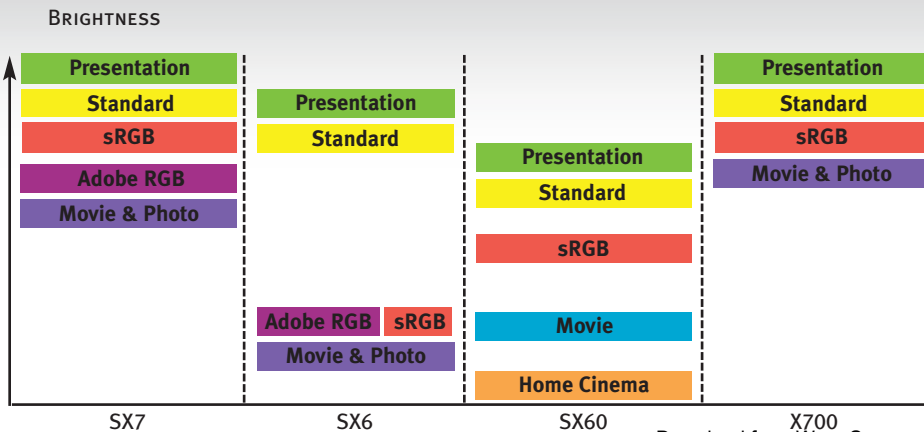 BRIGHTNESS
Presentation
Standard
sRGB
Adobe RGB
Movie & Photo
SX7
Presentation
Standard
Adobe RGB sRGB
Movie & Photo
SX6
Presentation
Standard
sRGB
Movie
Home Cinema
SX60
Presentation
Standard
sRGB
Movie & Photo
X700